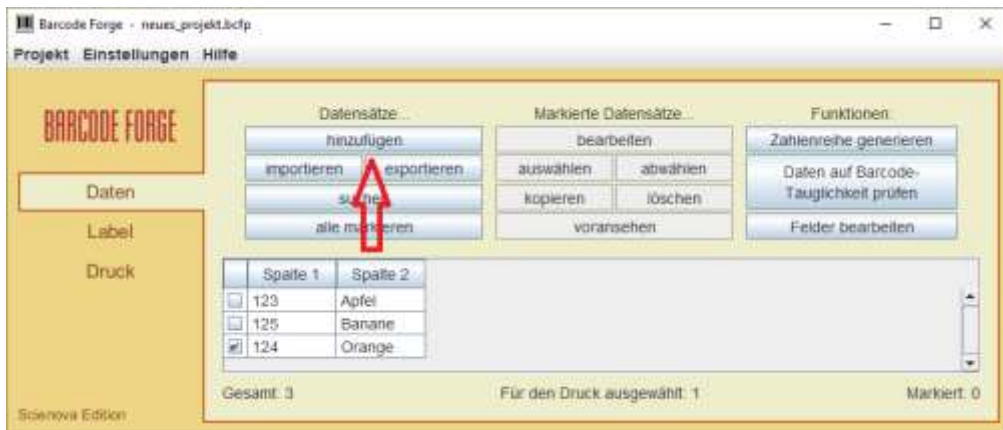 Barcode Forge - neues_projekt.bcfp
Projekt Einstellungen Hilfe
BARCODE FORGE
Daten
Label
Druck
Scienova Edition
Datensätze...
hinzufügen
importieren exportieren
suchen
alle markieren
Markierte Datensätze...
bearbeiten
auswählen abwählen
kopieren löschen
voransehen
Funktionen:
Zahlenreihe generieren
Daten auf Barcode-
Tauglichkeit prüfen
Felder bearbeiten
Spalte 1 Spalte 2
123 Apfel
125 Banane
124 Orange
Gesamt: 3 Für den Druck ausgewählt: 1 Markiert: 0